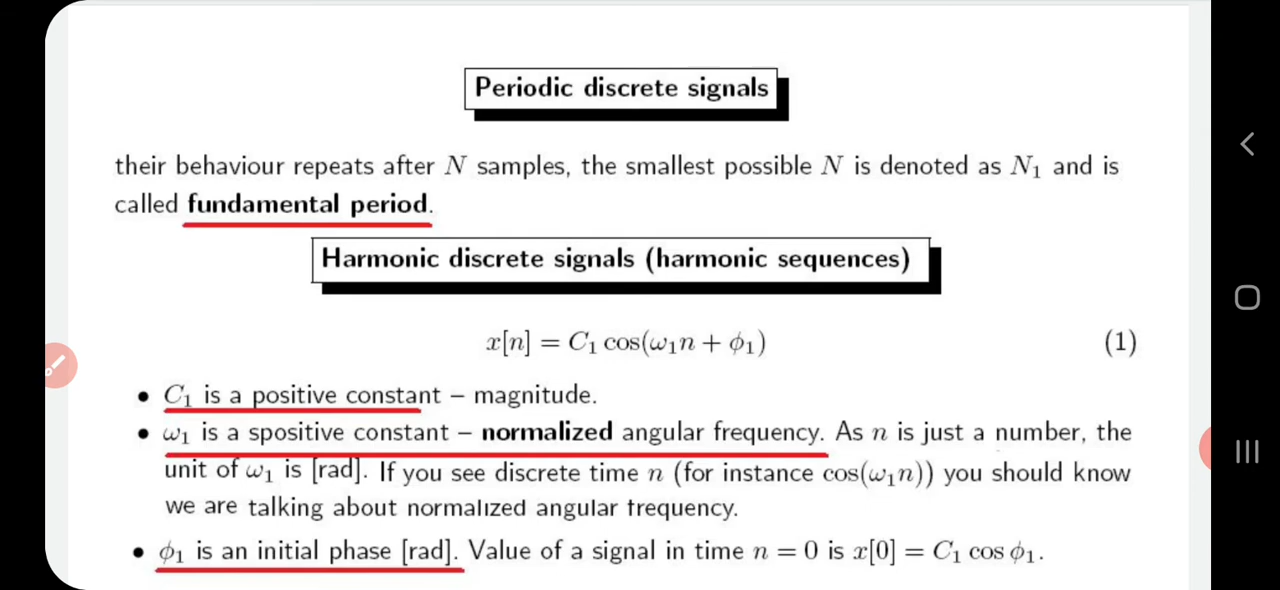 Periodic discrete signals
their behaviour repeats after N samples, the smallest possible N is denoted as N₁ and is
called fundamental period.
Harmonic discrete signals (harmonic sequences)
x[n] = C₁ cos(ω₁n + ϕ₁) (1)
• C₁ is a positive constant – magnitude.
• ω₁ is a spositive constant – normalized angular frequency. As n is just a number, the
unit of ω₁ is [rad]. If you see discrete time n (for instance cos(ω₁n)) you should know
we are talking about normalized angular frequency.
• ϕ₁ is an initial phase [rad]. Value of a signal in time n = 0 is x[0] = C₁ cos ϕ₁.